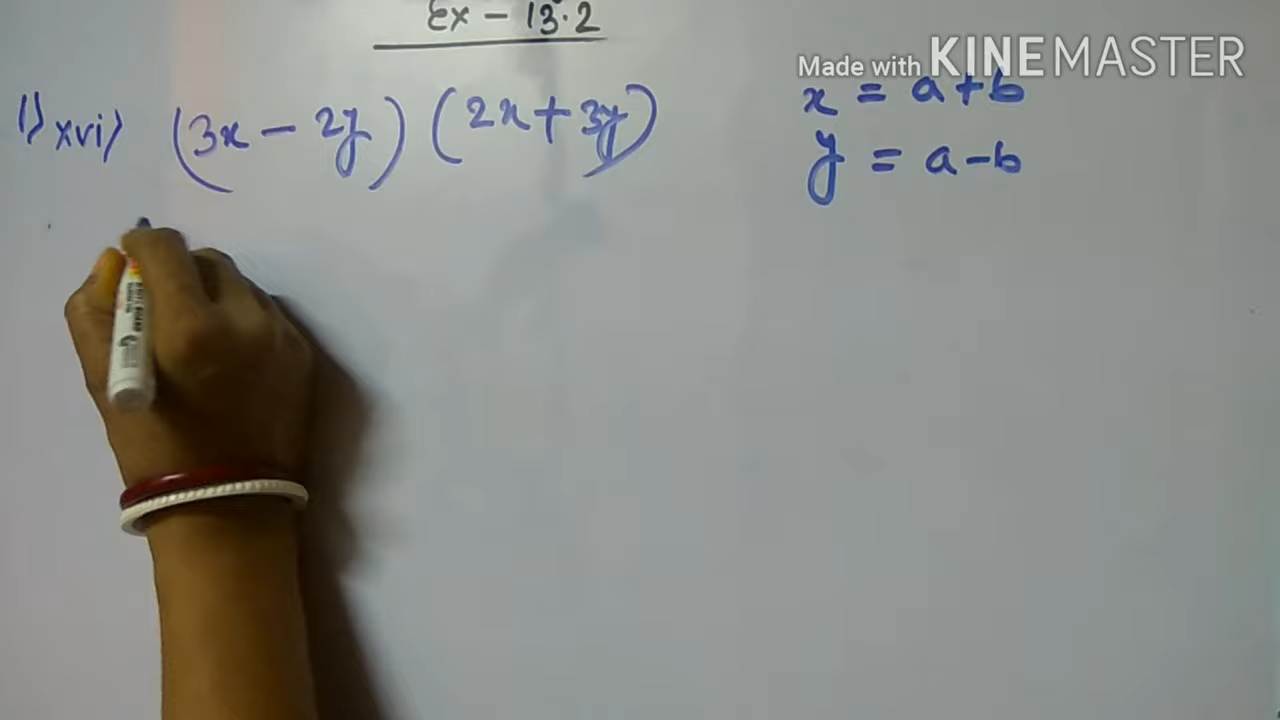 Ex - 13.2
Made with KINEMASTER
1) xvi) (3x - 2y) (2x + 3y)
x = a + b
y = a - b